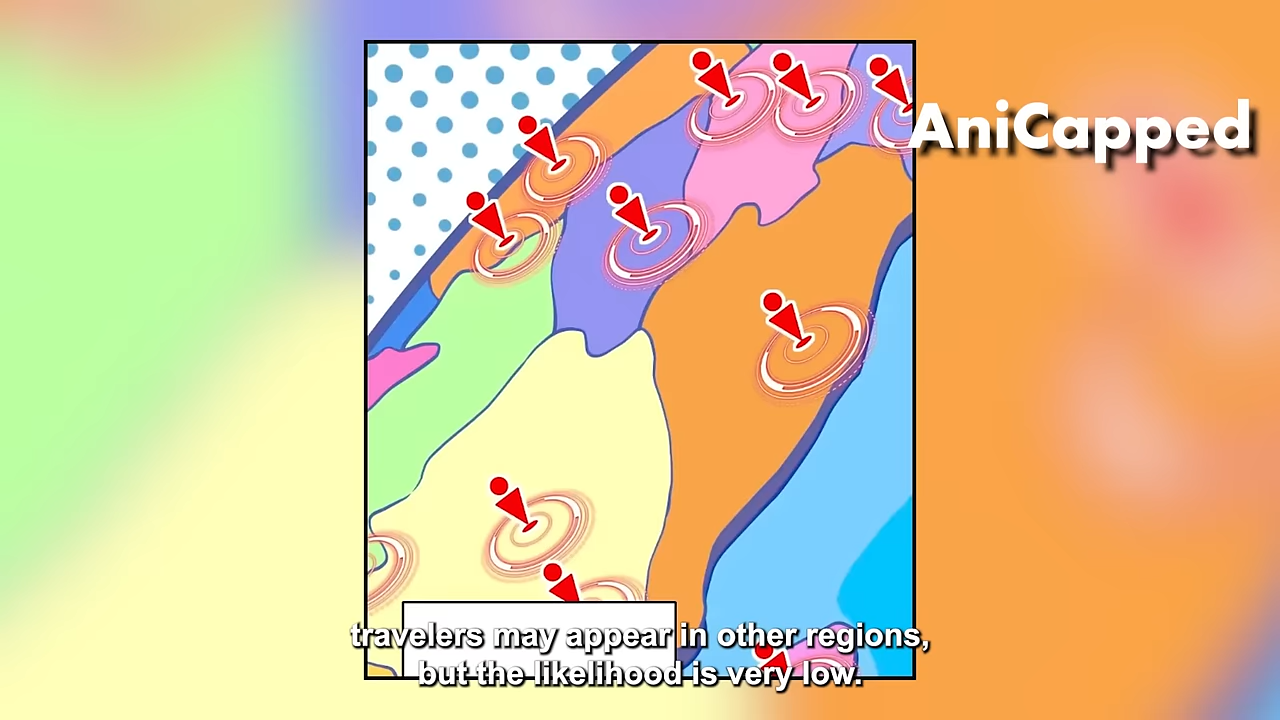 AniCapped
travelers may appear in other regions,
but the likelihood is very low.